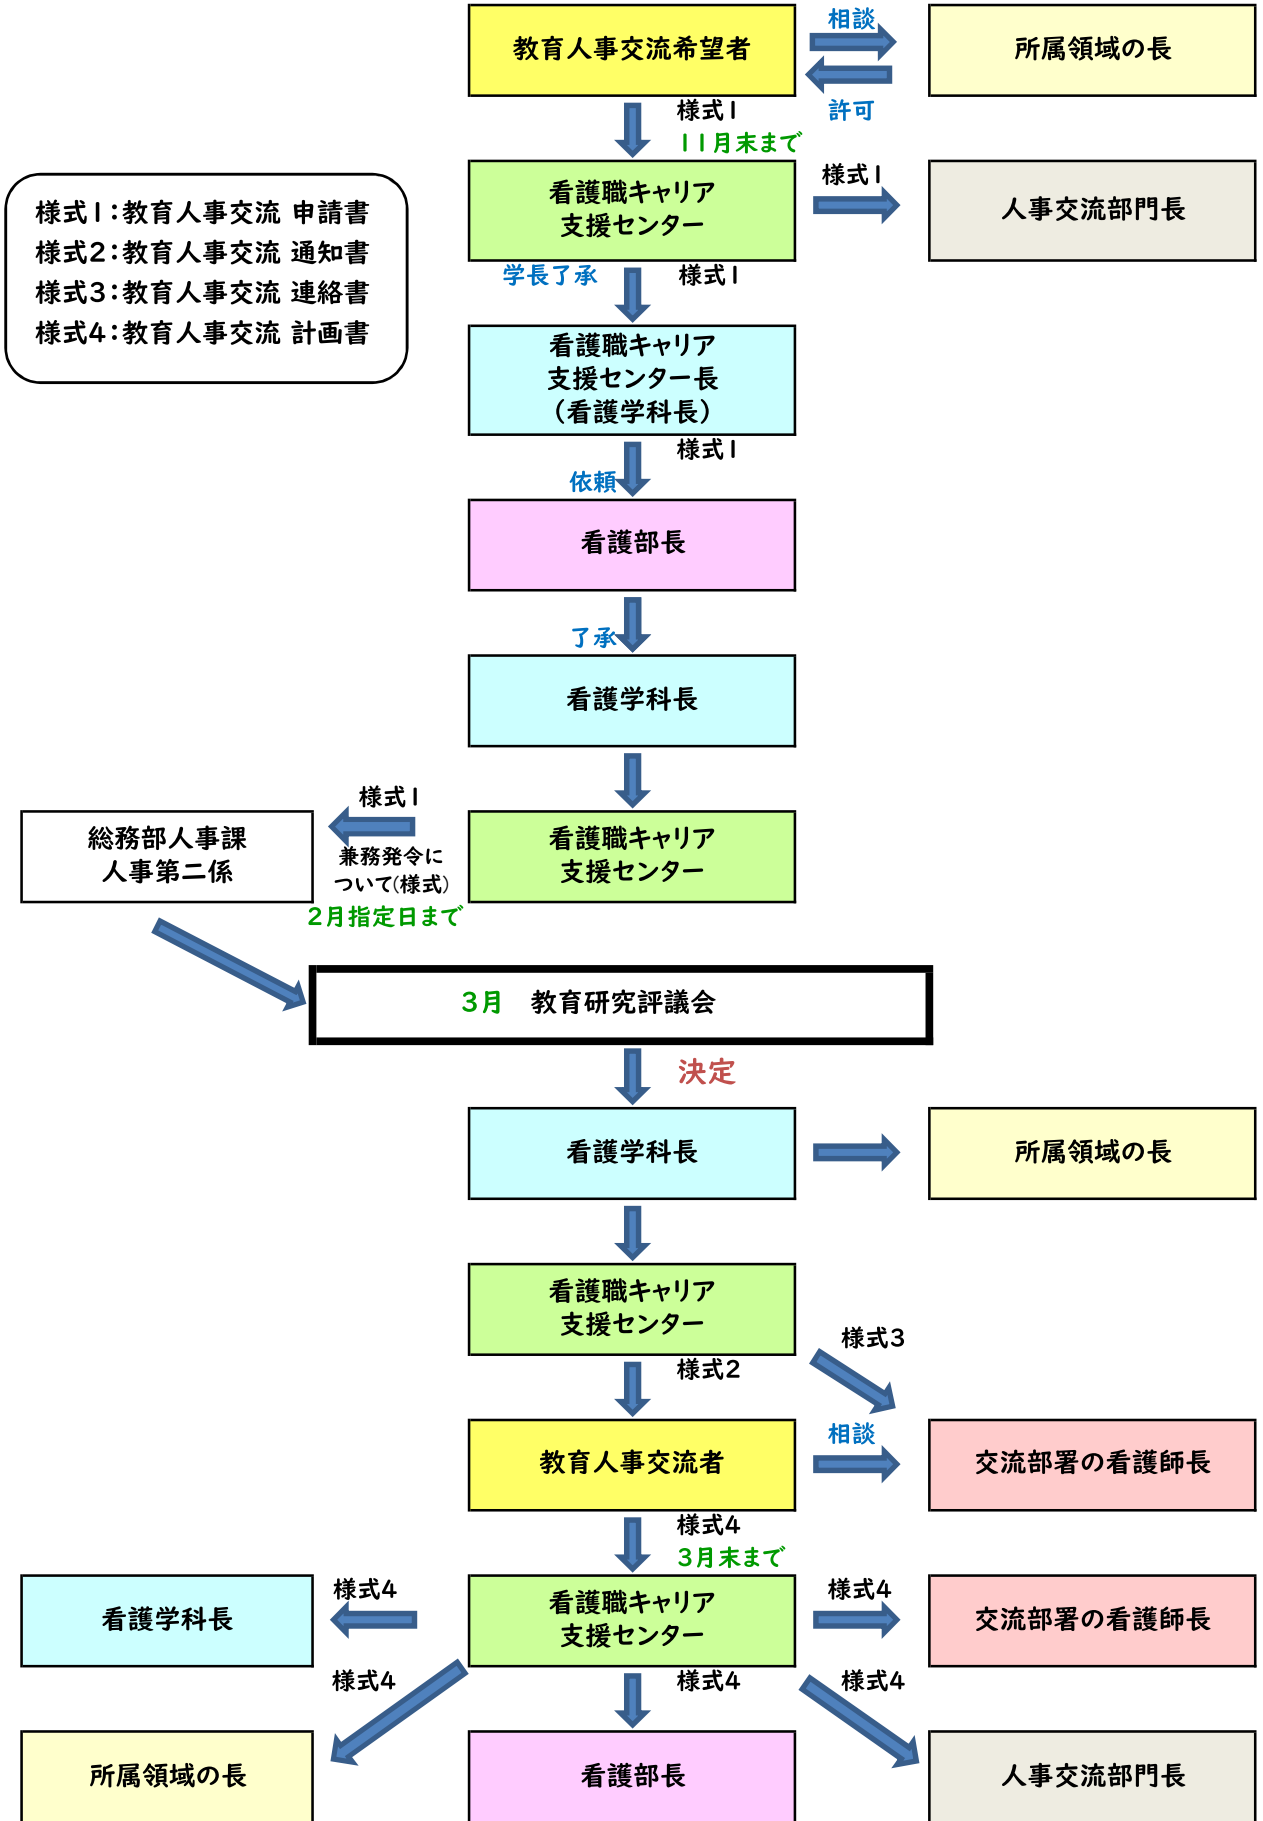 教育人事交流希望者
相談
許可
所属領域の長
様式1
11月末まで
看護職キャリア
支援センター
様式1
人事交流部門長
様式1:教育人事交流 申請書
様式2:教育人事交流 通知書
様式3:教育人事交流 連絡書
様式4:教育人事交流 計画書
学長了承
様式1
看護職キャリア
支援センター長
(看護学科長)
様式1
依頼
看護部長
了承
看護学科長
様式1
兼務発令に
ついて(様式)
2月指定日まで
総務部人事課
人事第二係
看護職キャリア
支援センター
3月 教育研究評議会
決定
看護学科長
所属領域の長
看護職キャリア
支援センター
様式3
様式2
教育人事交流者
相談
交流部署の看護師長
様式4
3月末まで
看護学科長
様式4
看護職キャリア
支援センター
様式4
交流部署の看護師長
様式4
様式4
様式4
所属領域の長
看護部長
人事交流部門長